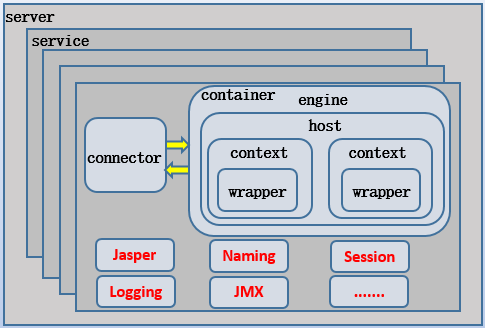 server
service
container
engine
host
connector
context
context
wrapper
wrapper
Jasper
Naming
Session
Logging
JMX
.......